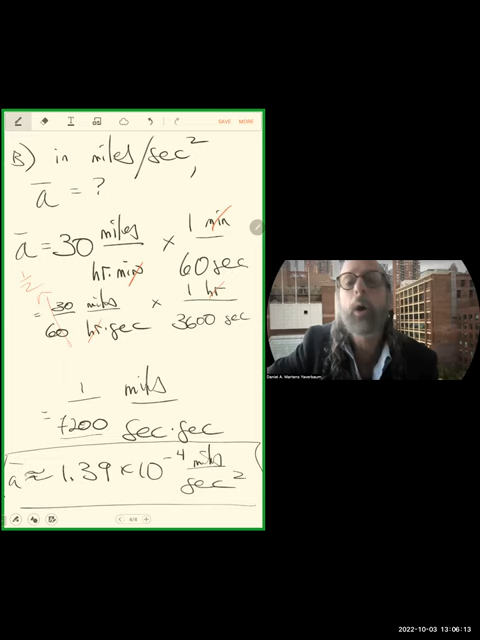 SAVE MORE
B) in miles/sec²,
a̅ = ?
a̅ = 30 miles/hr·min × 1 min/60 sec
1/2
= 30/60 miles/hr·sec × 1 hr/3600 sec
= 1/7200 miles/sec·sec
a̅ ≈ 1.39 × 10⁻⁴ miles/sec²
4/4
Daniel A. Martens Yaverbaum
2022-10-03 13:06:13